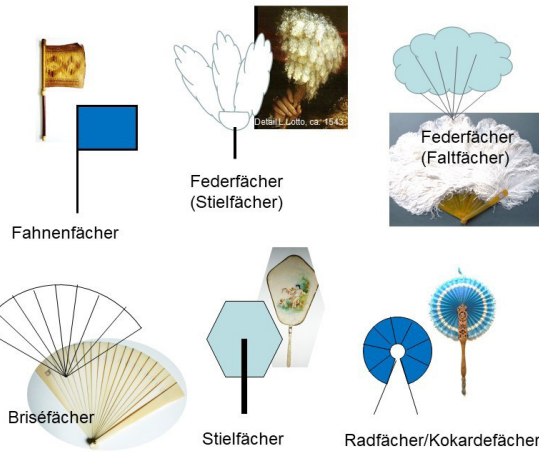 Detail L.Lotto, ca. 1543
Federfächer
(Stielfächer)
Federfächer
(Faltfächer)
Fahnenfächer
Briséfächer
Stielfächer
Radfächer/Kokardefächer